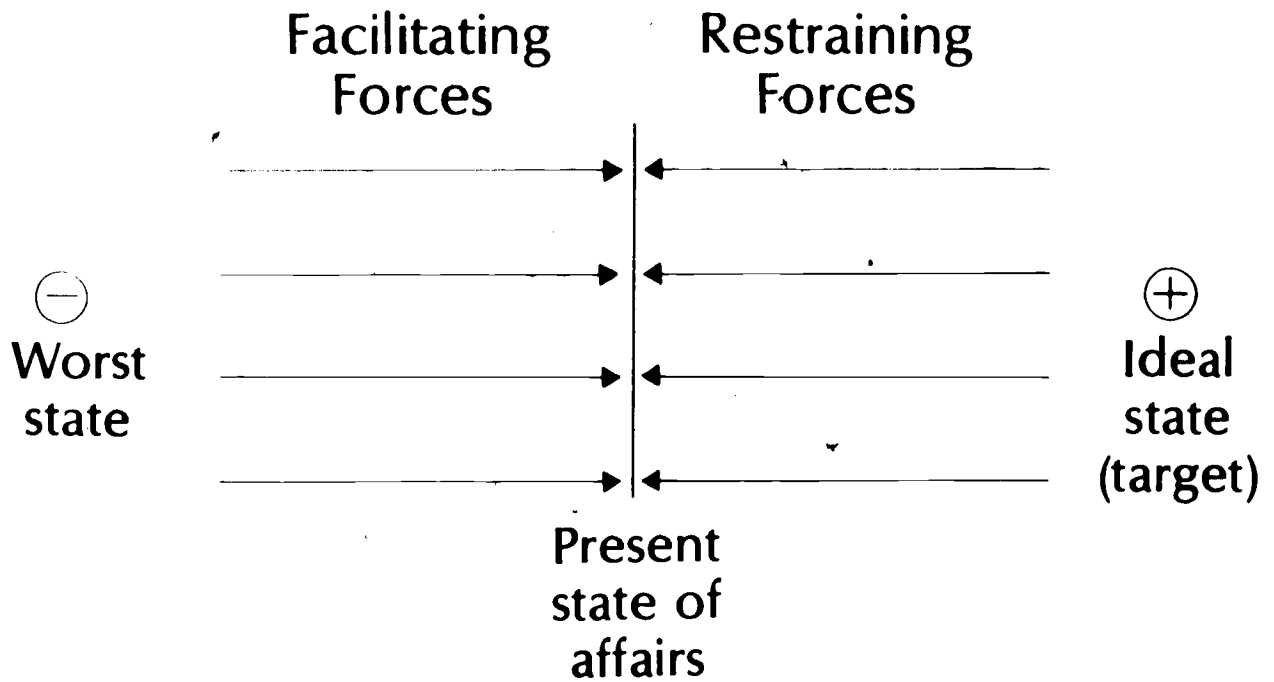 Facilitating
Forces
Restraining
Forces
Worst
state
Ideal
state
(target)
Present
state of
affairs